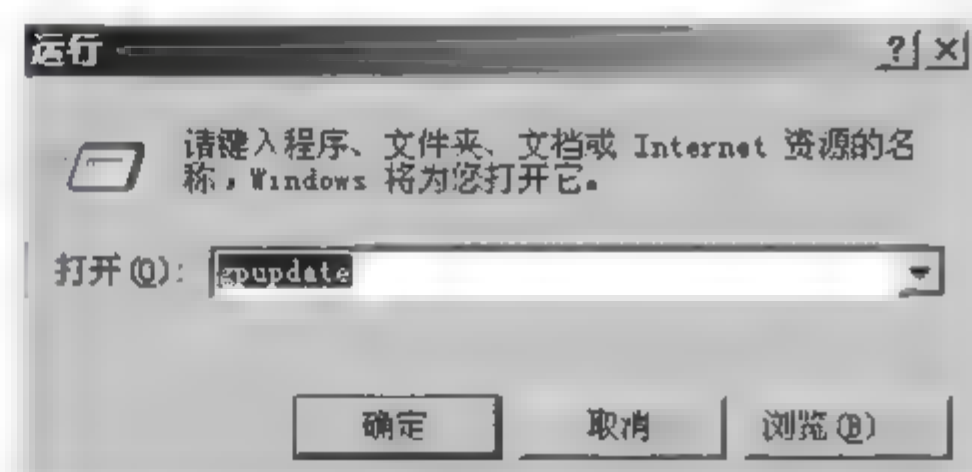 运行
请键入程序、文件夹、文档或 Internet 资源的名
称，Windows 将为您打开它。
打开(O): gpupdate
确定 取消 浏览(B)